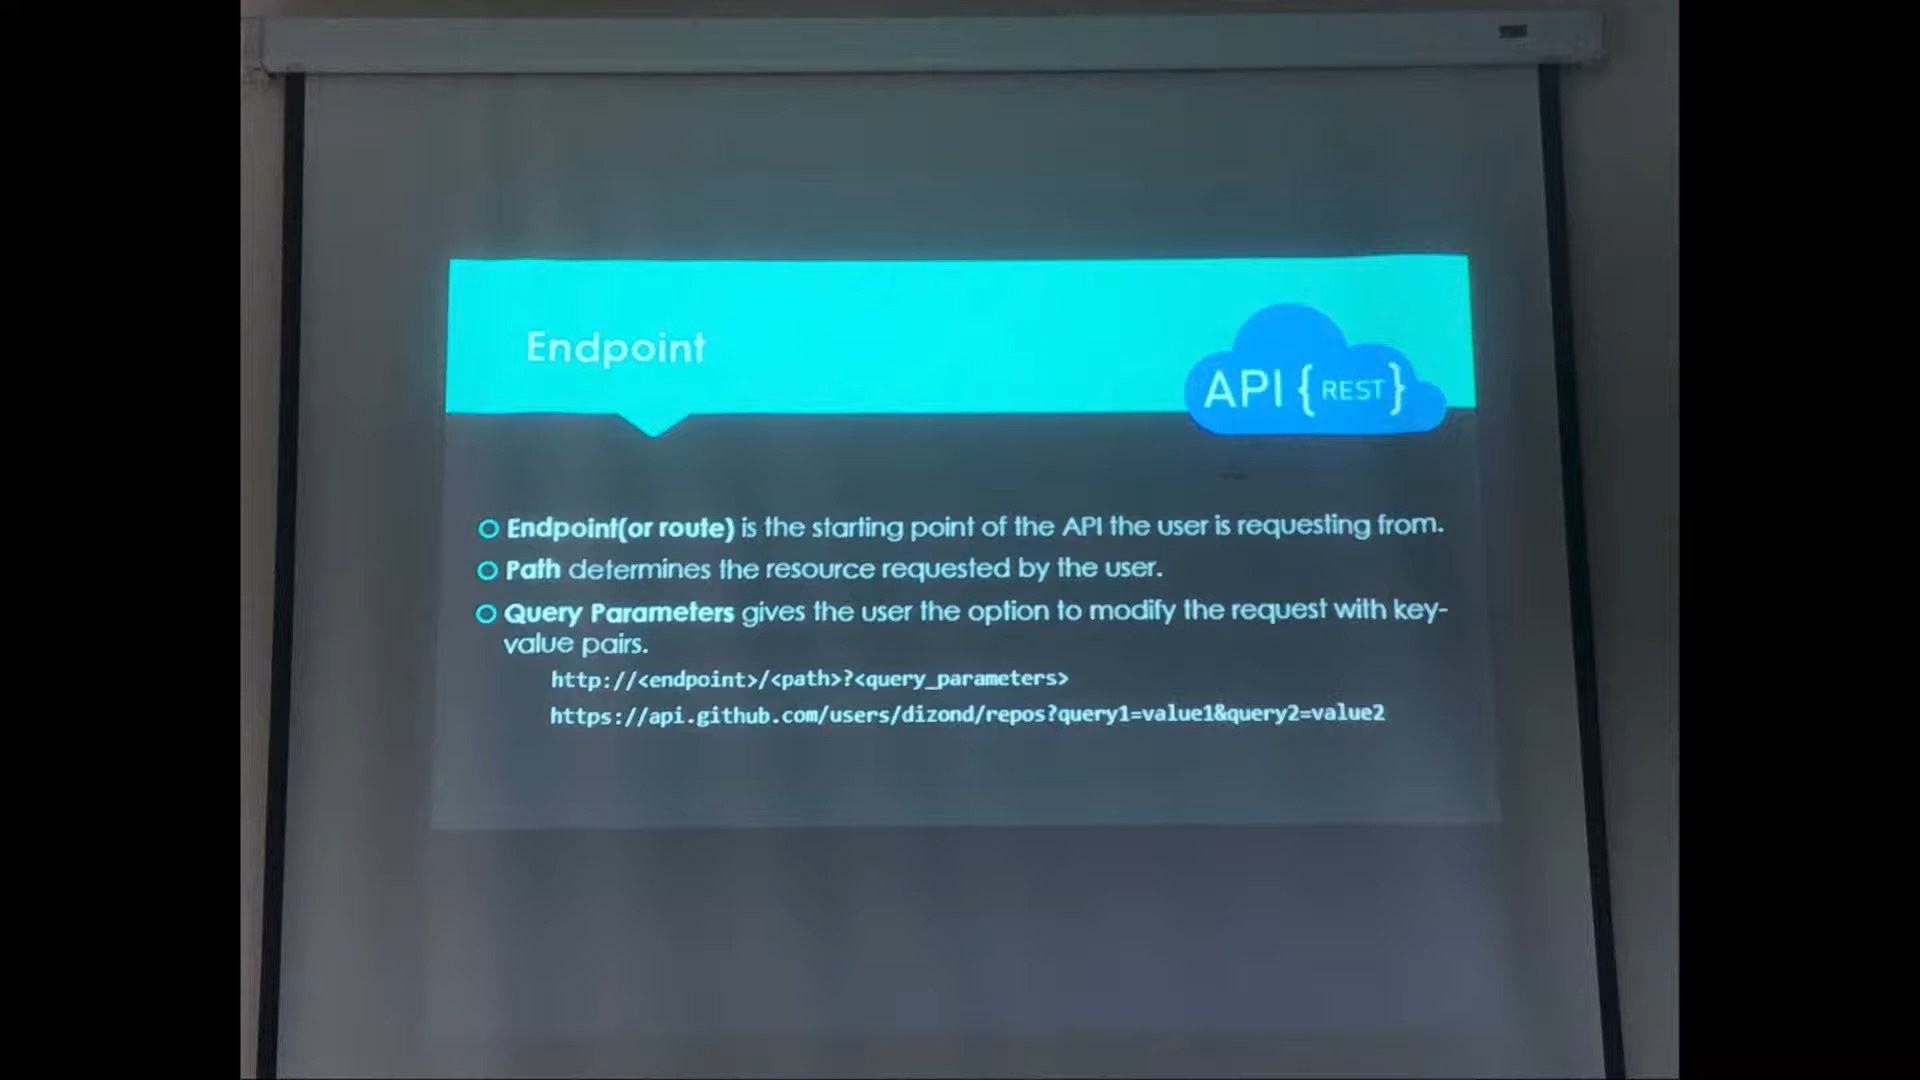 Endpoint
API {REST}
Endpoint(or route) is the starting point of the API the user is requesting from.
Path determines the resource requested by the user.
Query Parameters gives the user the option to modify the request with key-
value pairs.
http://<endpoint>/<path>?<query_parameters>
https://api.github.com/users/dizond/repos?query1=value1&query2=value2